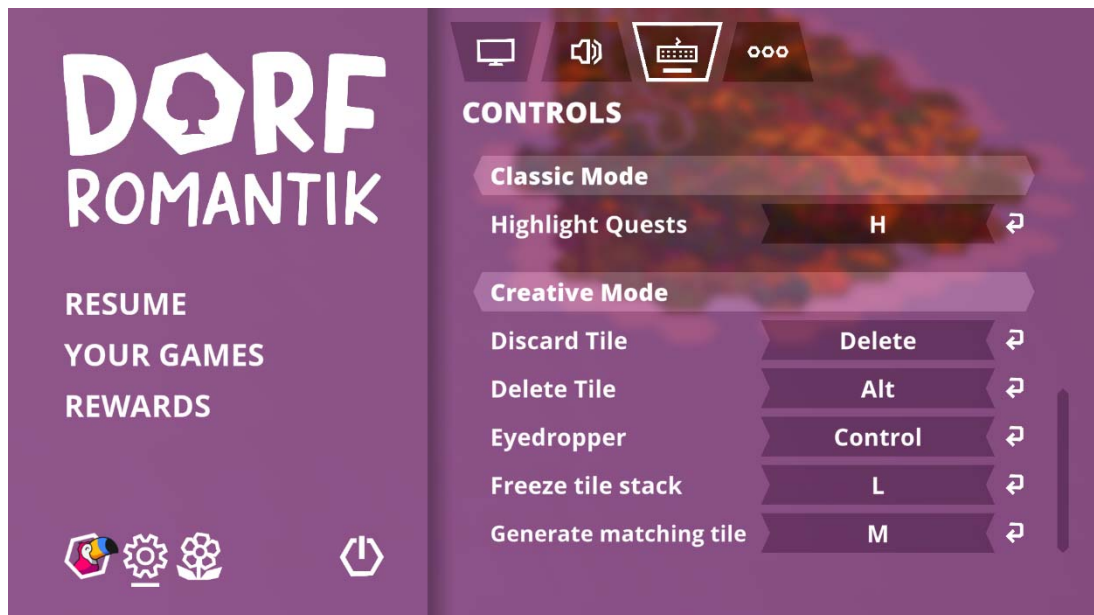 DORF
ROMANTIK
RESUME
YOUR GAMES
REWARDS
CONTROLS
Classic Mode
Highlight Quests H
Creative Mode
Discard Tile Delete
Delete Tile Alt
Eyedropper Control
Freeze tile stack L
Generate matching tile M